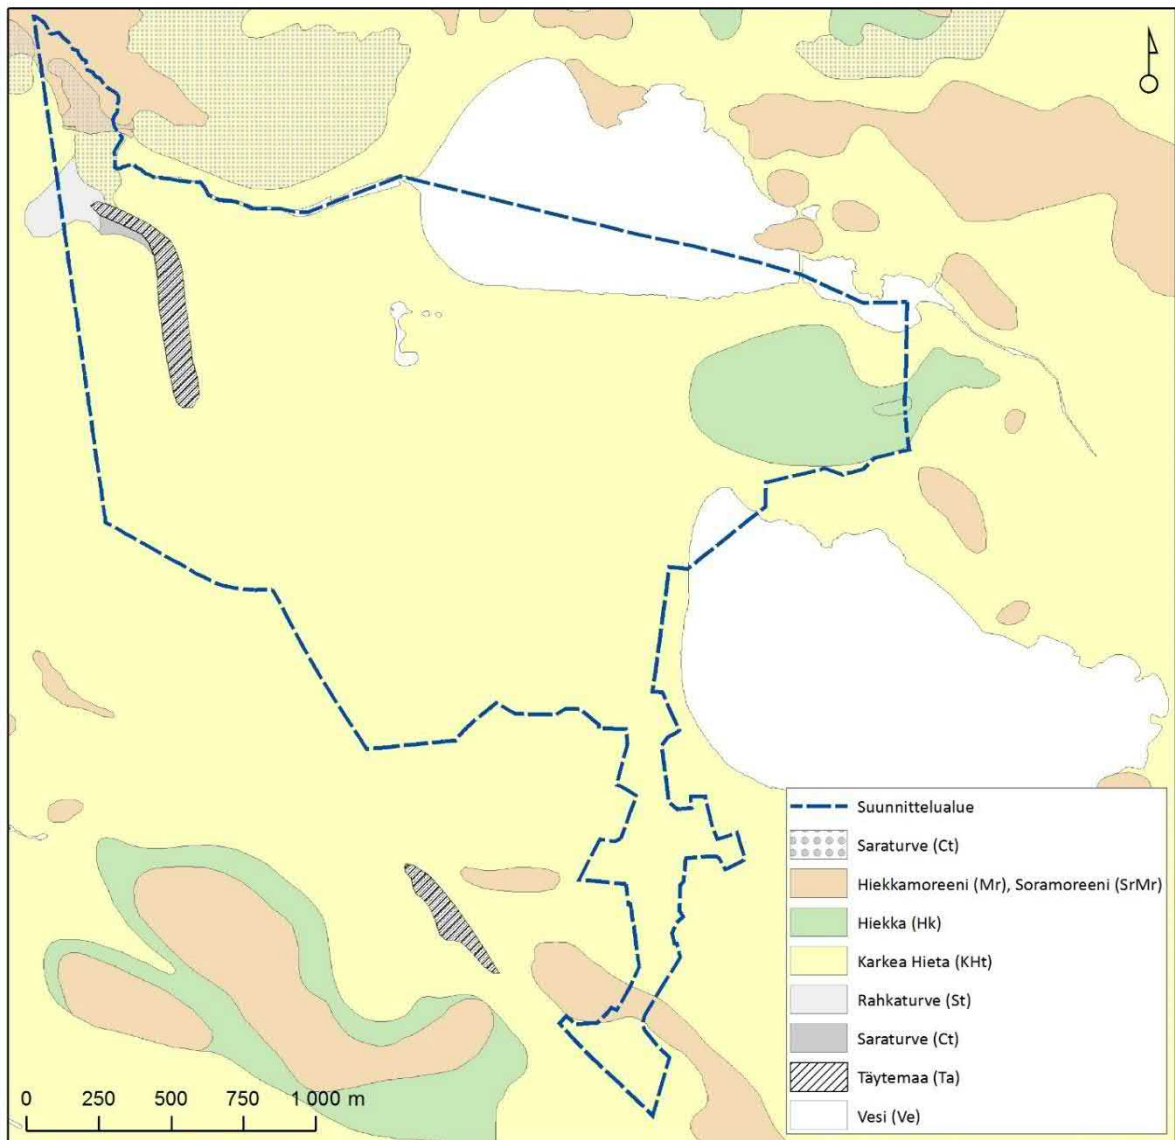 Suunnittelualue
Saraturve (Ct)
Hiekkamoreeni (Mr), Soramoreeni (SrMr)
Hiekka (Hk)
Karkea Hieta (KHt)
Rahkaturve (St)
Saraturve (Ct)
Täytemaa (Ta)
Vesi (Ve)
0 250 500 750 1 000 m